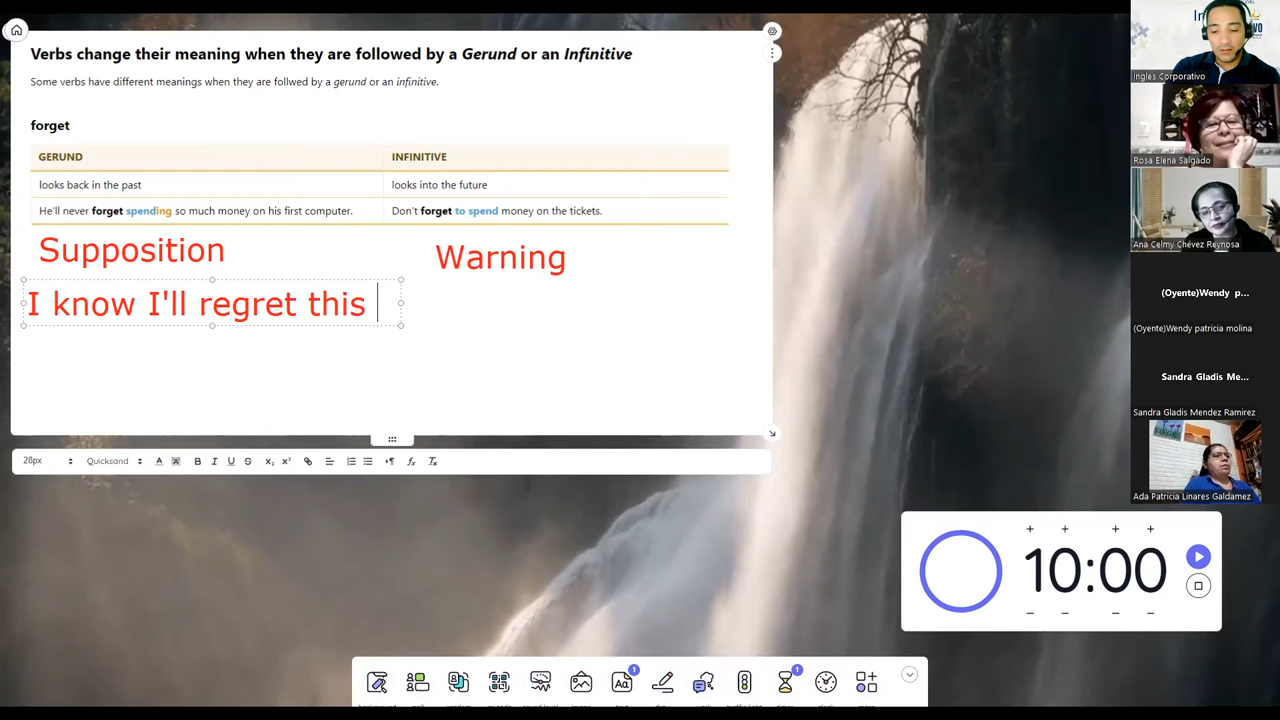 Verbs change their meaning when they are followed by a Gerund or an Infinitive
Some verbs have different meanings when they are follwed by a gerund or an infinitive.
forget
GERUND INFINITIVE
looks back in the past looks into the future
He'll never forget spending so much money on his first computer. Don't forget to spend money on the tickets.
Supposition Warning
I know I'll regret this
28px Quicksand
Ingles Corporativo
Rosa Elena Salgado
Ana Celmy Chévez Reynosa
(Oyente)Wendy p...
(Oyente)Wendy patricia molina
Sandra Gladis Me...
Sandra Gladis Mendez Ramirez
Ada Patricia Linares Galdamez
10:00
1 1